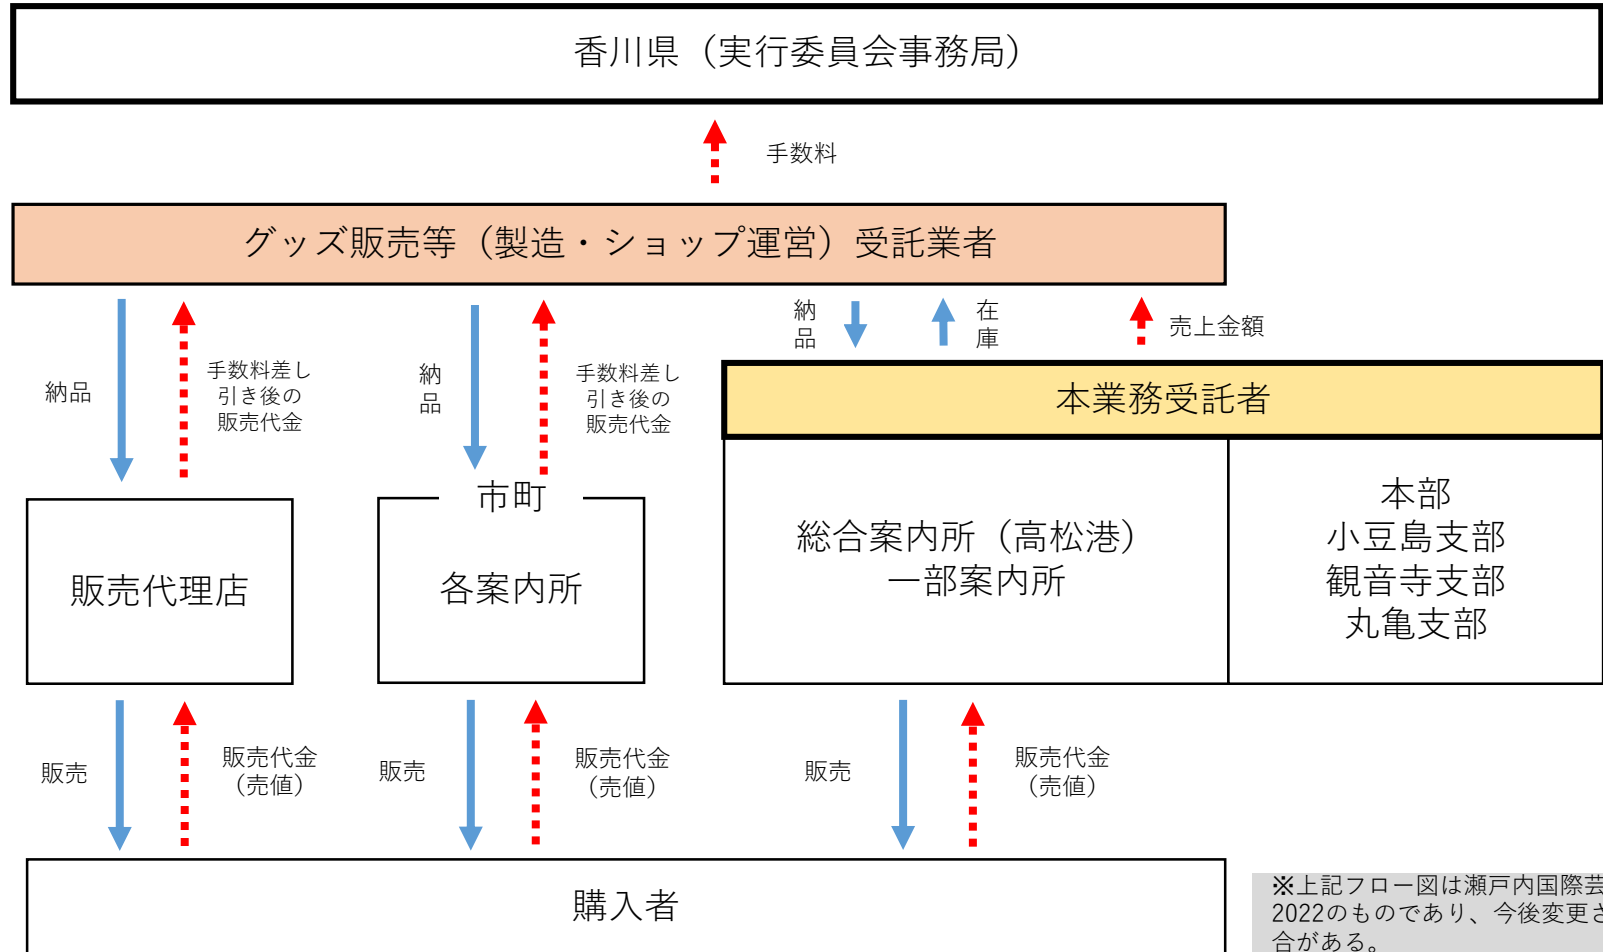 香川県（実行委員会事務局）
手数料
グッズ販売等（製造・ショップ運営）受託業者
納品
手数料差し
引き後の
販売代金
納
品
手数料差し
引き後の
販売代金
納
品
在
庫
売上金額
本業務受託者
販売代理店
市町
各案内所
総合案内所（高松港）
一部案内所
本部
小豆島支部
観音寺支部
丸亀支部
販売
販売代金
（売値）
販売
販売代金
（売値）
販売
販売代金
（売値）
購入者
※上記フロー図は瀬戸内国際芸
2022のものであり、今後変更さ
合がある。